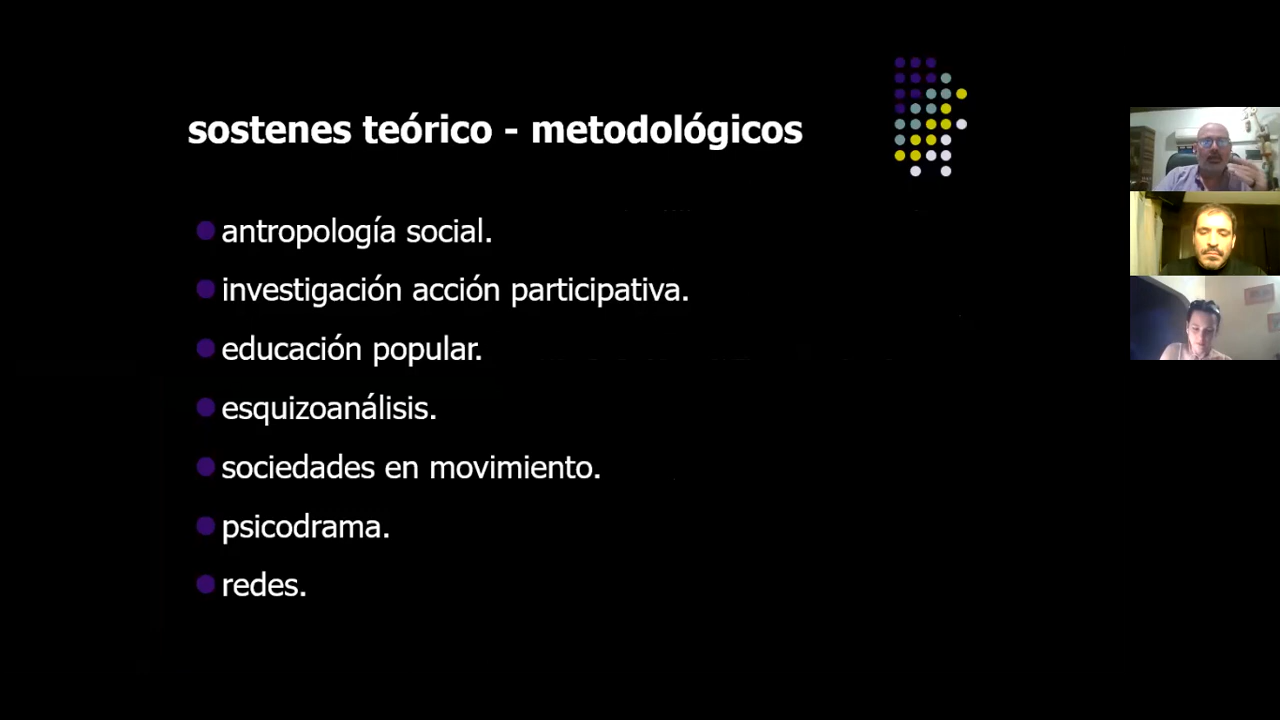 sostenes teórico - metodológicos
antropología social.
investigación acción participativa.
educación popular.
esquizoanálisis.
sociedades en movimiento.
psicodrama.
redes.